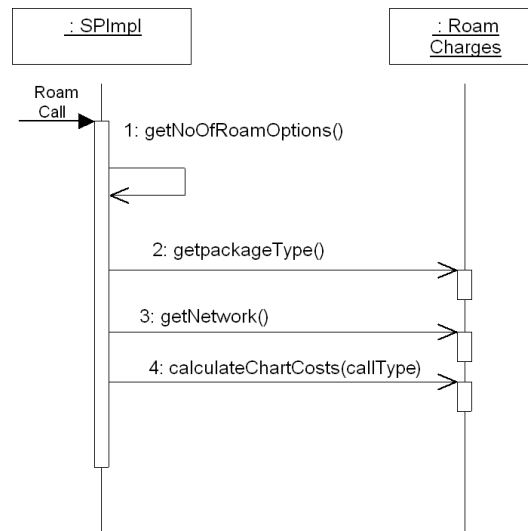 : SPImpl
: Roam
Charges
Roam
Call
1: getNoOfRoamOptions()
2: getpackageType()
3: getNetwork()
4: calculateChartCosts(callType)